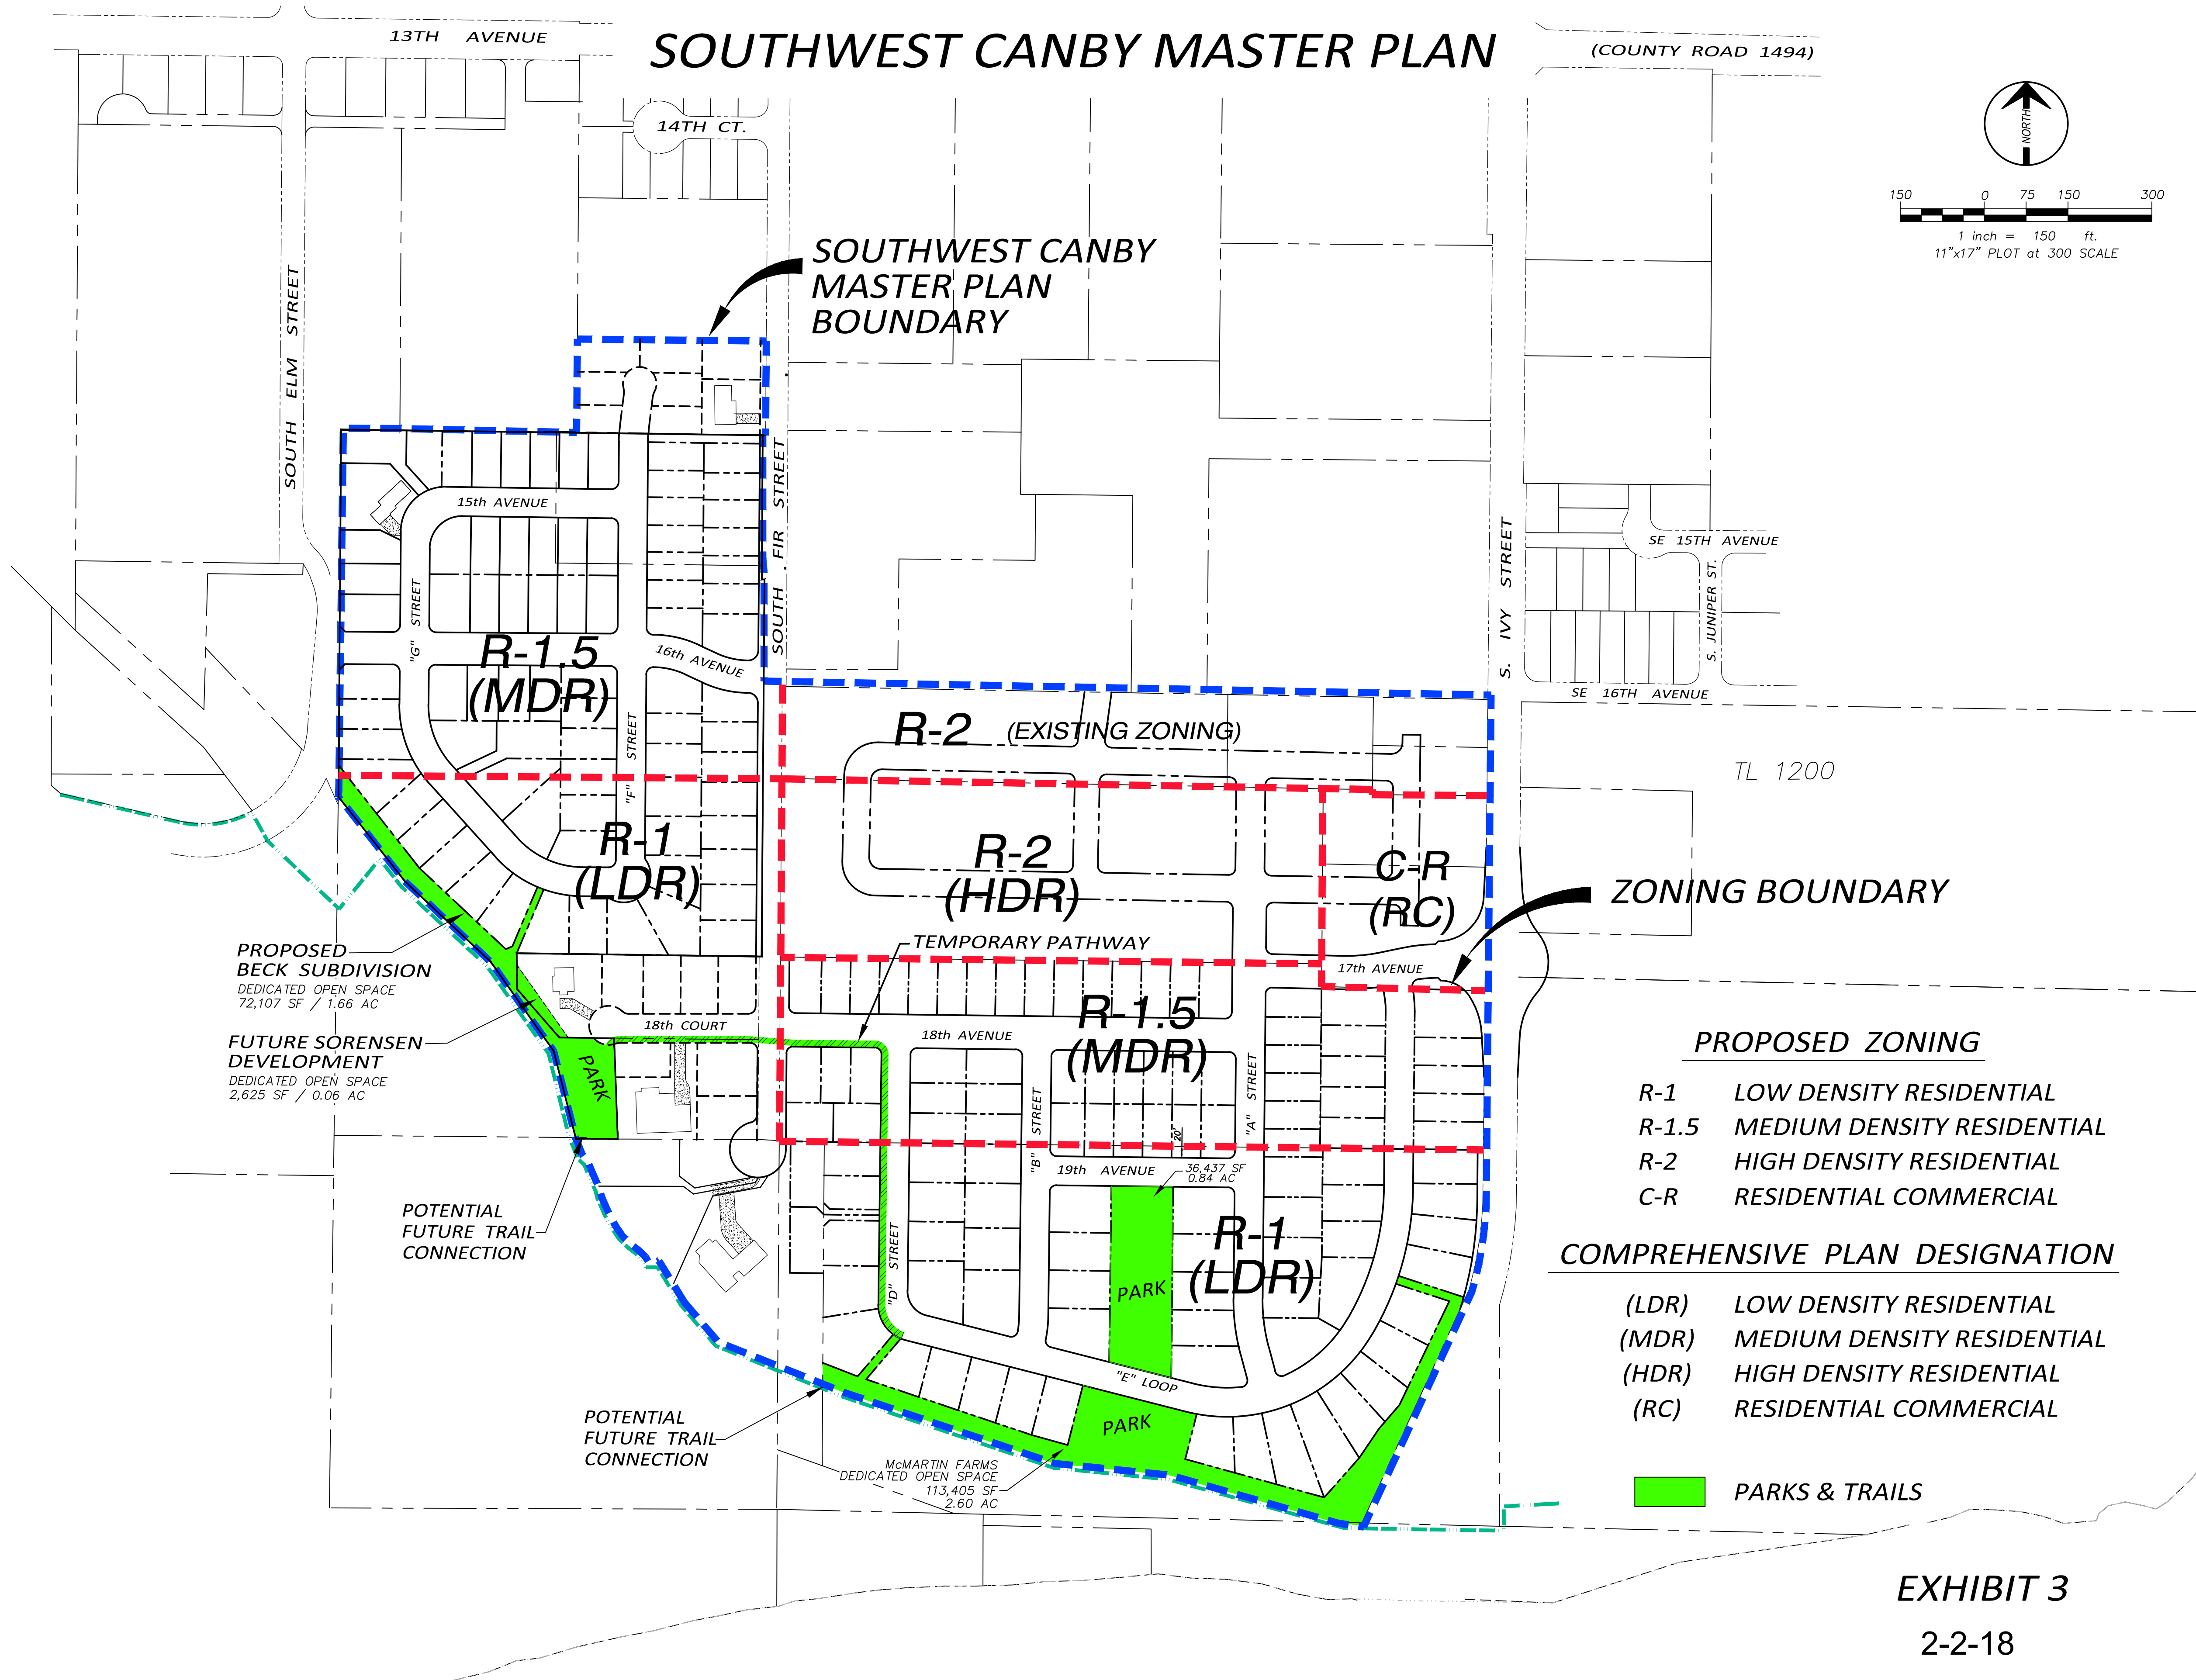 SOUTHWEST CANBY MASTER PLAN
13TH AVENUE
(COUNTY ROAD 1494)
14TH CT.
NORTH
150 0 75 150 300
1 inch = 150 ft.
11"x17" PLOT at 300 SCALE
SOUTHWEST CANBY
MASTER PLAN
BOUNDARY
SOUTH ELM STREET
SOUTH FIR STREET
S. IVY STREET
15th AVENUE
SE 15TH AVENUE
S. JUNIPER ST.
"G" STREET
R-1.5
(MDR)
16th AVENUE
SE 16TH AVENUE
"F" STREET
R-2 (EXISTING ZONING)
TL 1200
R-1
(LDR)
R-2
(HDR)
C-R
(RC)
ZONING BOUNDARY
PROPOSED
BECK SUBDIVISION
DEDICATED OPEN SPACE
72,107 SF / 1.66 AC
TEMPORARY PATHWAY
17th AVENUE
FUTURE SORENSEN
DEVELOPMENT
DEDICATED OPEN SPACE
2,625 SF / 0.06 AC
18th COURT
18th AVENUE
R-1.5
(MDR)
PARK
"B" STREET
"A" STREET
20'
19th AVENUE
36,437 SF
0.84 AC
POTENTIAL
FUTURE TRAIL
CONNECTION
"D" STREET
R-1
(LDR)
PARK
"E" LOOP
PARK
POTENTIAL
FUTURE TRAIL
CONNECTION
McMARTIN FARMS
DEDICATED OPEN SPACE
113,405 SF
2.60 AC
PROPOSED ZONING
R-1 LOW DENSITY RESIDENTIAL
R-1.5 MEDIUM DENSITY RESIDENTIAL
R-2 HIGH DENSITY RESIDENTIAL
C-R RESIDENTIAL COMMERCIAL
COMPREHENSIVE PLAN DESIGNATION
(LDR) LOW DENSITY RESIDENTIAL
(MDR) MEDIUM DENSITY RESIDENTIAL
(HDR) HIGH DENSITY RESIDENTIAL
(RC) RESIDENTIAL COMMERCIAL
PARKS & TRAILS
EXHIBIT 3
2-2-18